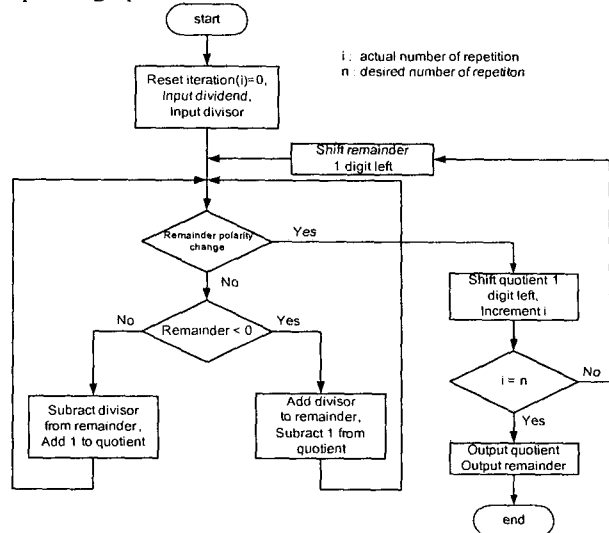 start
i : actual number of repetition
n : desired number of repetiton
Reset iteration(i)=0,
Input dividend,
Input divisor
Shift remainder
1 digit left
Remainder polarity
change
Yes
No
Shift quotient 1
digit left,
Increment i
Remainder < 0
No
Yes
i = n
No
Yes
Subract divisor
from remainder,
Add 1 to quotient
Add divisor
to remainder,
Subtract 1 from
quotient
Output quotient
Output remainder
end